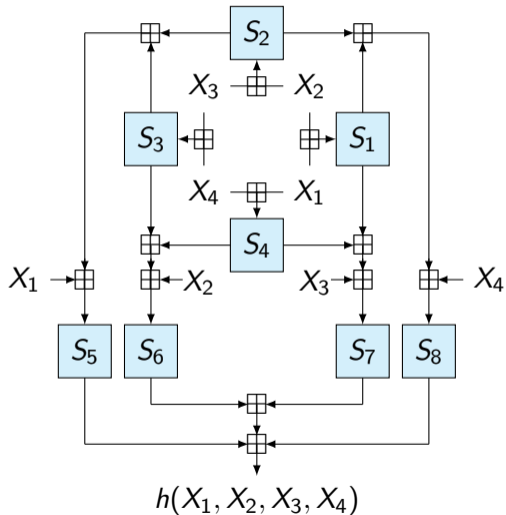 S2
X3 X2
S3 S1
X4 X1
S4
X1 X2 X3 X4
S5 S6 S7 S8
h(X1, X2, X3, X4)